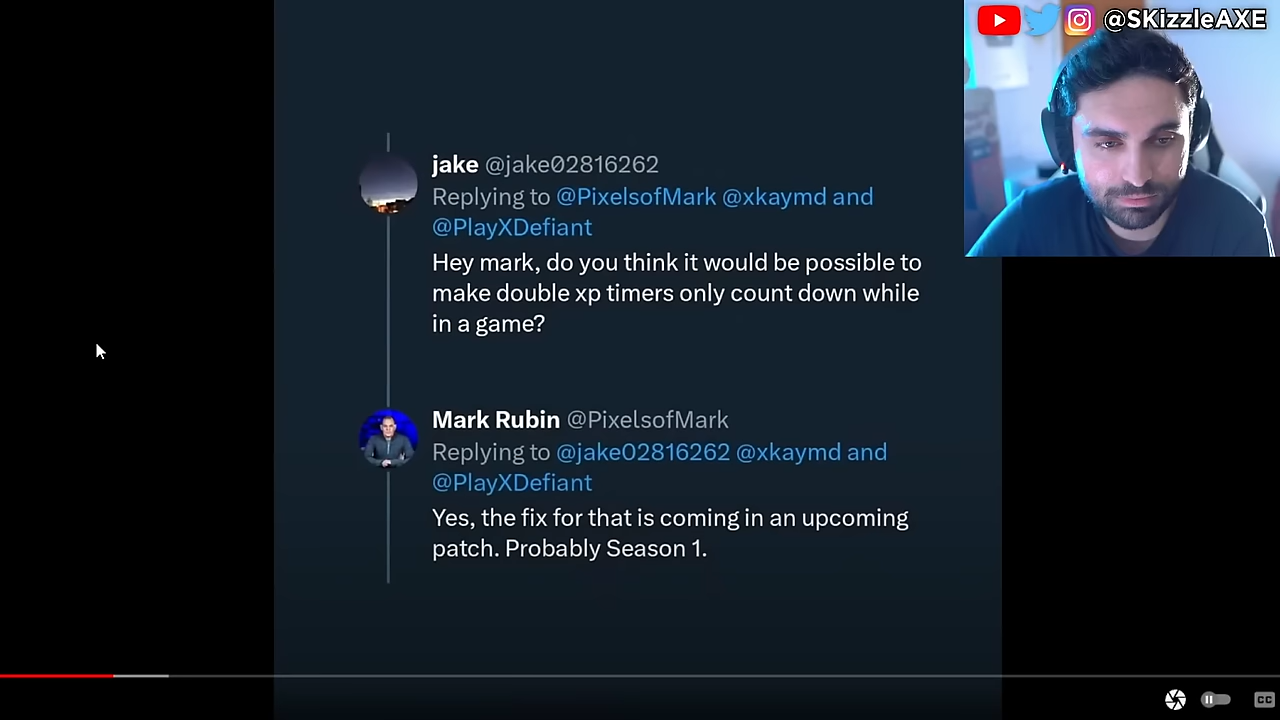 @SKizzleAXE
jake @jake02816262
Replying to @PixelsofMark @xkaymd and
@PlayXDefiant
Hey mark, do you think it would be possible to
make double xp timers only count down while
in a game?
Mark Rubin @PixelsofMark
Replying to @jake02816262 @xkaymd and
@PlayXDefiant
Yes, the fix for that is coming in an upcoming
patch. Probably Season 1.
CC